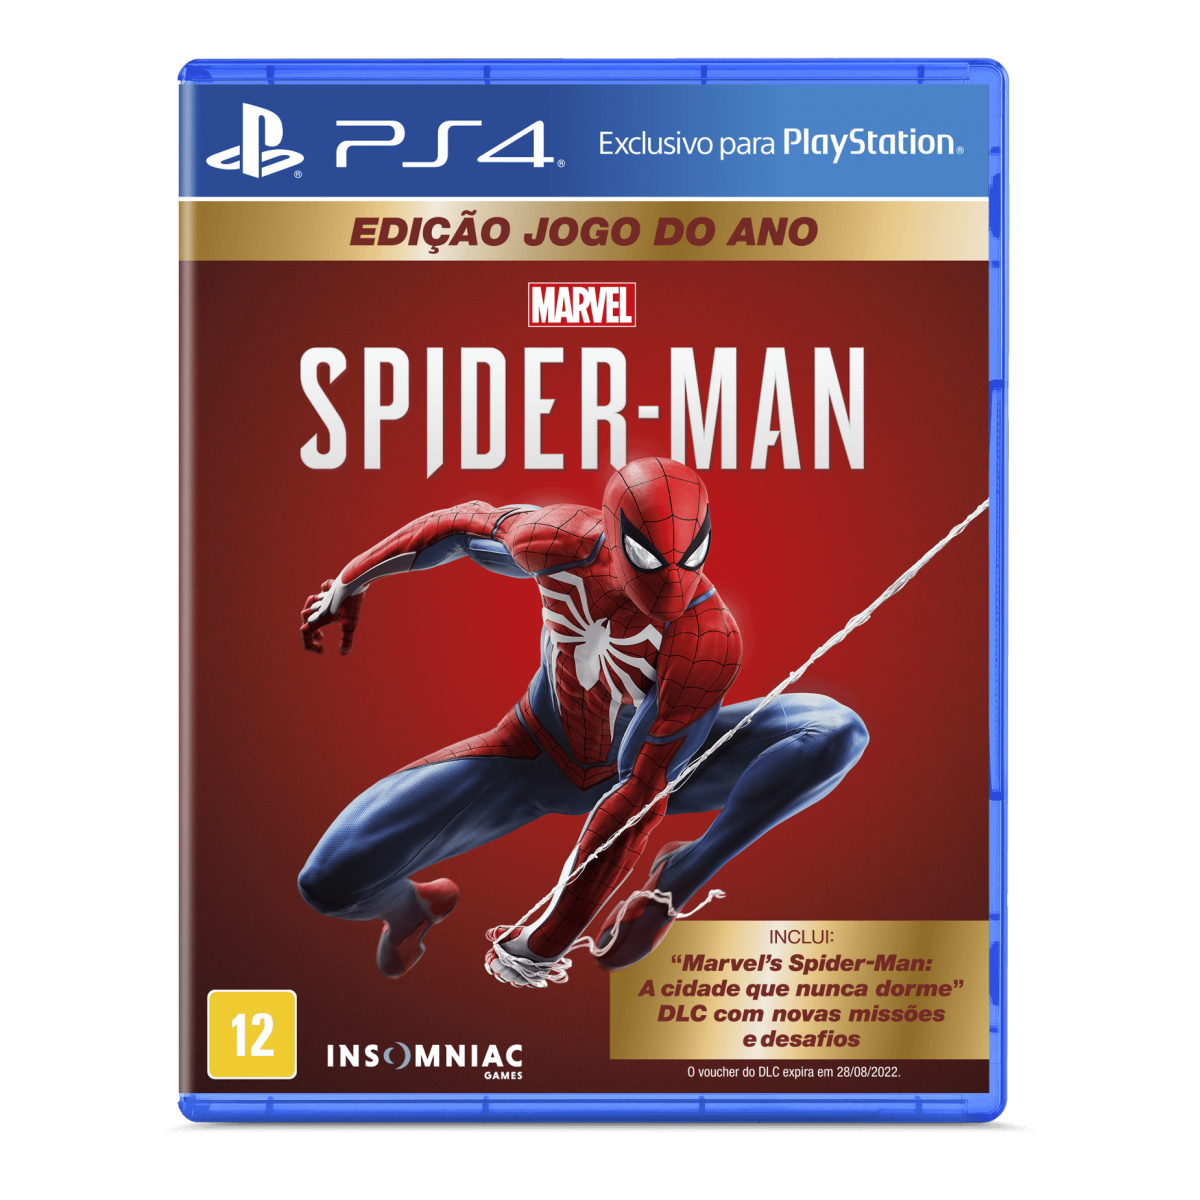 PS4 Exclusivo para PlayStation
EDIÇÃO JOGO DO ANO
MARVEL
SPIDER-MAN
INCLUI:
“Marvel’s Spider-Man:
A cidade que nunca dorme”
DLC com novas missões
e desafios
O voucher do DLC expira em 28/08/2022.
12
INSOMNIAC
GAMES